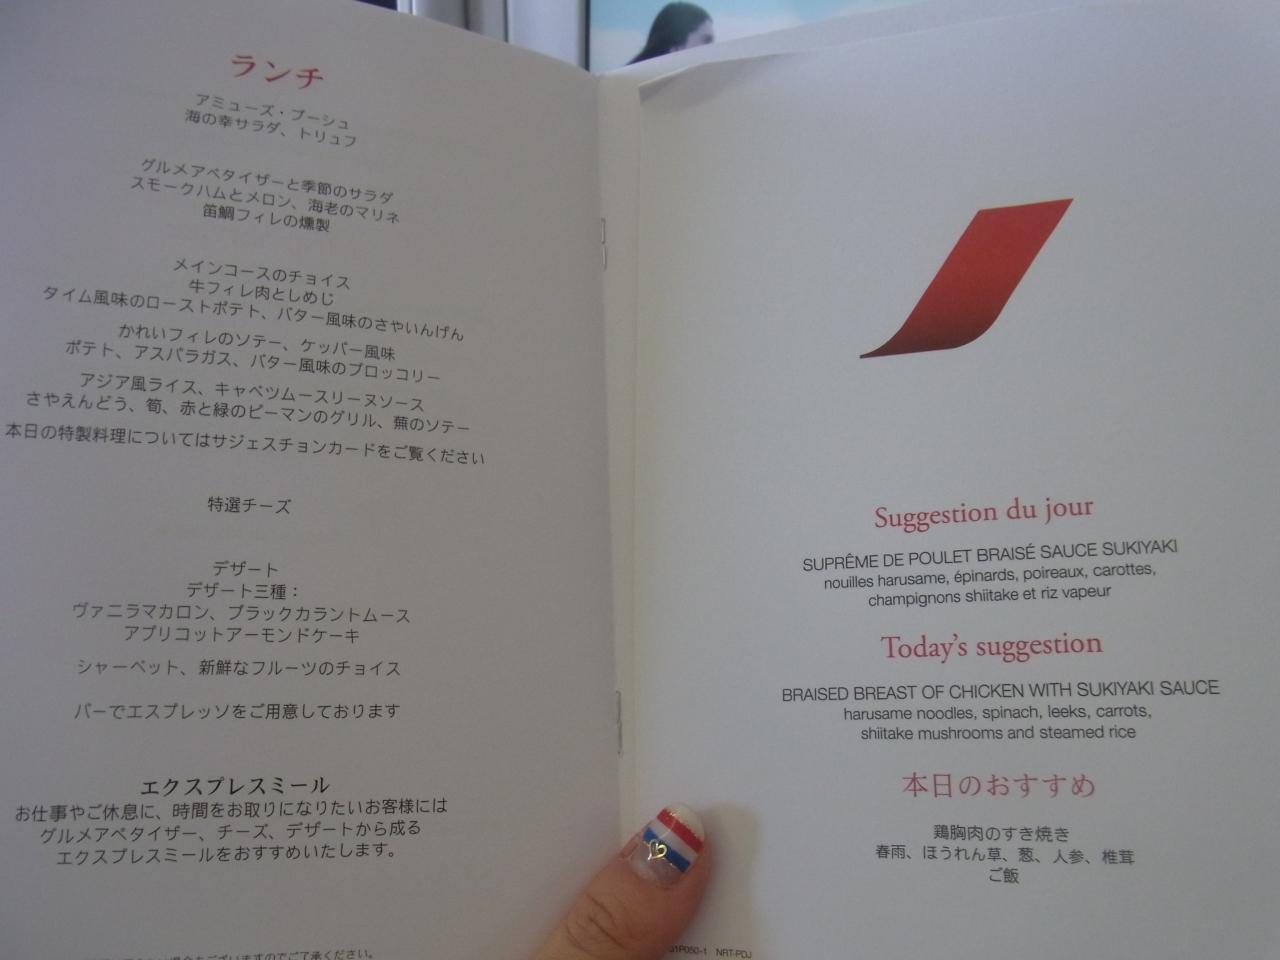 ランチ
アミューズ・ブーシュ
海の幸サラダ、トリュフ
グルメアペタイザーと季節のサラダ
スモークハムとメロン、海老のマリネ
笛鯛フィレの燻製
メインコースのチョイス
牛フィレ肉としめじ
タイム風味のローストポテト、バター風味のさやいんげん
かれいフィレのソテー、ケッパー風味
ポテト、アスパラガス、バター風味のブロッコリー
アジア風ライス、キャベツムースリーヌソース
さやえんどう、筍、赤と緑のピーマンのグリル、蕪のソテー
本日の特製料理についてはサジェスチョンカードをご覧ください
特選チーズ
デザート
デザート三種：
ヴァニラマカロン、ブラックカラントムース
アプリコットアーモンドケーキ
シャーベット、新鮮なフルーツのチョイス
バーでエスプレッソをご用意しております
エクスプレスミール
お仕事やご休息に、時間をお取りになりたいお客様には
グルメアペタイザー、チーズ、デザートから成る
エクスプレスミールをおすすめいたします。
場合もございますのでご了承ください。
Suggestion du jour
SUPRÊME DE POULET BRAISÉ SAUCE SUKIYAKI
nouilles harusame, épinards, poireaux, carottes,
champignons shiitake et riz vapeur
Today's suggestion
BRAISED BREAST OF CHICKEN WITH SUKIYAKI SAUCE
harusame noodles, spinach, leeks, carrots,
shiitake mushrooms and steamed rice
本日のおすすめ
鶏胸肉のすき焼き
春雨、ほうれん草、葱、人参、椎茸
ご飯
01P050-1 NRT-PDJ